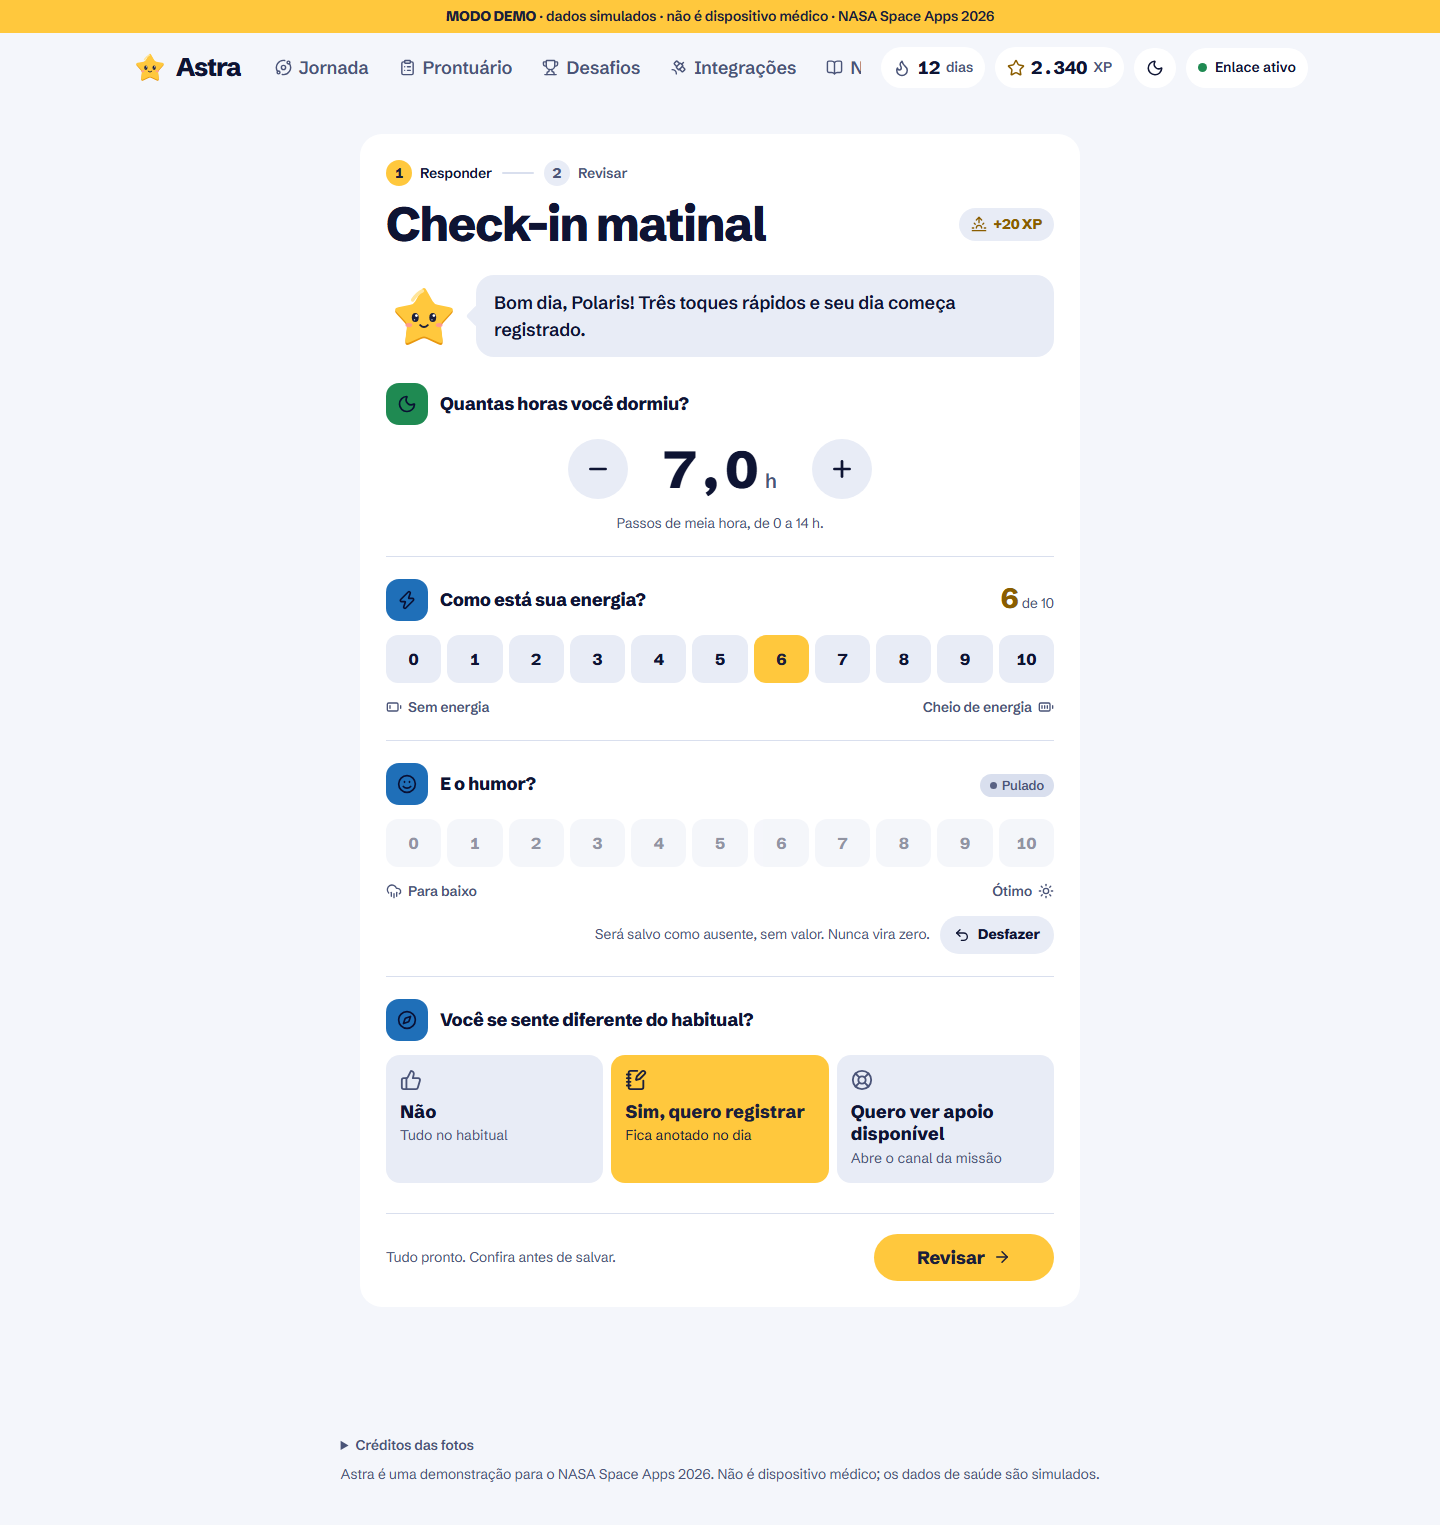 MODO DEMO · dados simulados · não é dispositivo médico · NASA Space Apps 2026
Astra
Jornada
Prontuário
Desafios
Integrações
N
12 dias
2.340 XP
Enlace ativo
1 Responder
2 Revisar
Check-in matinal
+20 XP
Bom dia, Polaris! Três toques rápidos e seu dia começa
registrado.
Quantas horas você dormiu?
7,0 h
Passos de meia hora, de 0 a 14 h.
Como está sua energia?
6 de 10
0 1 2 3 4 5 6 7 8 9 10
Sem energia
Cheio de energia
E o humor?
Pulado
0 1 2 3 4 5 6 7 8 9 10
Para baixo
Ótimo
Será salvo como ausente, sem valor. Nunca vira zero.
Desfazer
Você se sente diferente do habitual?
Não
Tudo no habitual
Sim, quero registrar
Fica anotado no dia
Quero ver apoio
disponível
Abre o canal da missão
Tudo pronto. Confira antes de salvar.
Revisar
Créditos das fotos
Astra é uma demonstração para o NASA Space Apps 2026. Não é dispositivo médico; os dados de saúde são simulados.